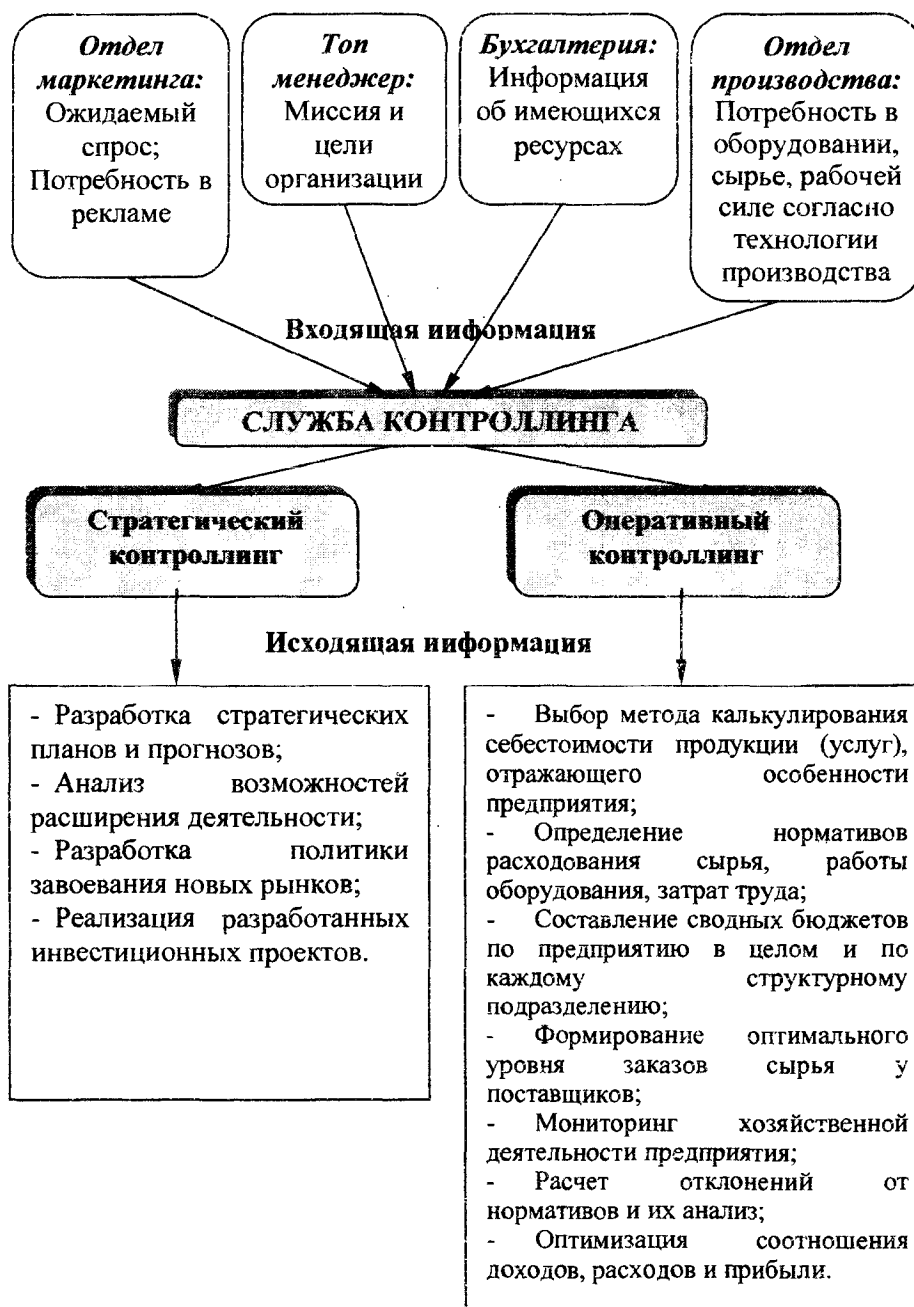 Отдел
маркетинга:
Ожидаемый
спрос;
Потребность в
рекламе
Топ
менеджер:
Миссия и
цели
организации
Бухгалтерия:
Информация
об имеющихся
ресурсах
Отдел
производства:
Потребность в
оборудовании,
сырье, рабочей
силе согласно
технологии
производства
Входящая информация
СЛУЖБА КОНТРОЛЛИНГА
Стратегический
контроллинг
Оперативный
контроллинг
Исходящая информация
- Разработка стратегических
планов и прогнозов;
- Анализ возможностей
расширения деятельности;
- Разработка политики
завоевания новых рынков;
- Реализация разработанных
инвестиционных проектов.
- Выбор метода калькулирования
себестоимости продукции (услуг),
отражающего особенности
предприятия;
- Определение нормативов
расходования сырья, работы
оборудования, затрат труда;
- Составление сводных бюджетов
по предприятию в целом и по
каждому структурному
подразделению;
- Формирование оптимального
уровня заказов сырья у
поставщиков;
- Мониторинг хозяйственной
деятельности предприятия;
- Расчет отклонений от
нормативов и их анализ;
- Оптимизация соотношения
доходов, расходов и прибыли.